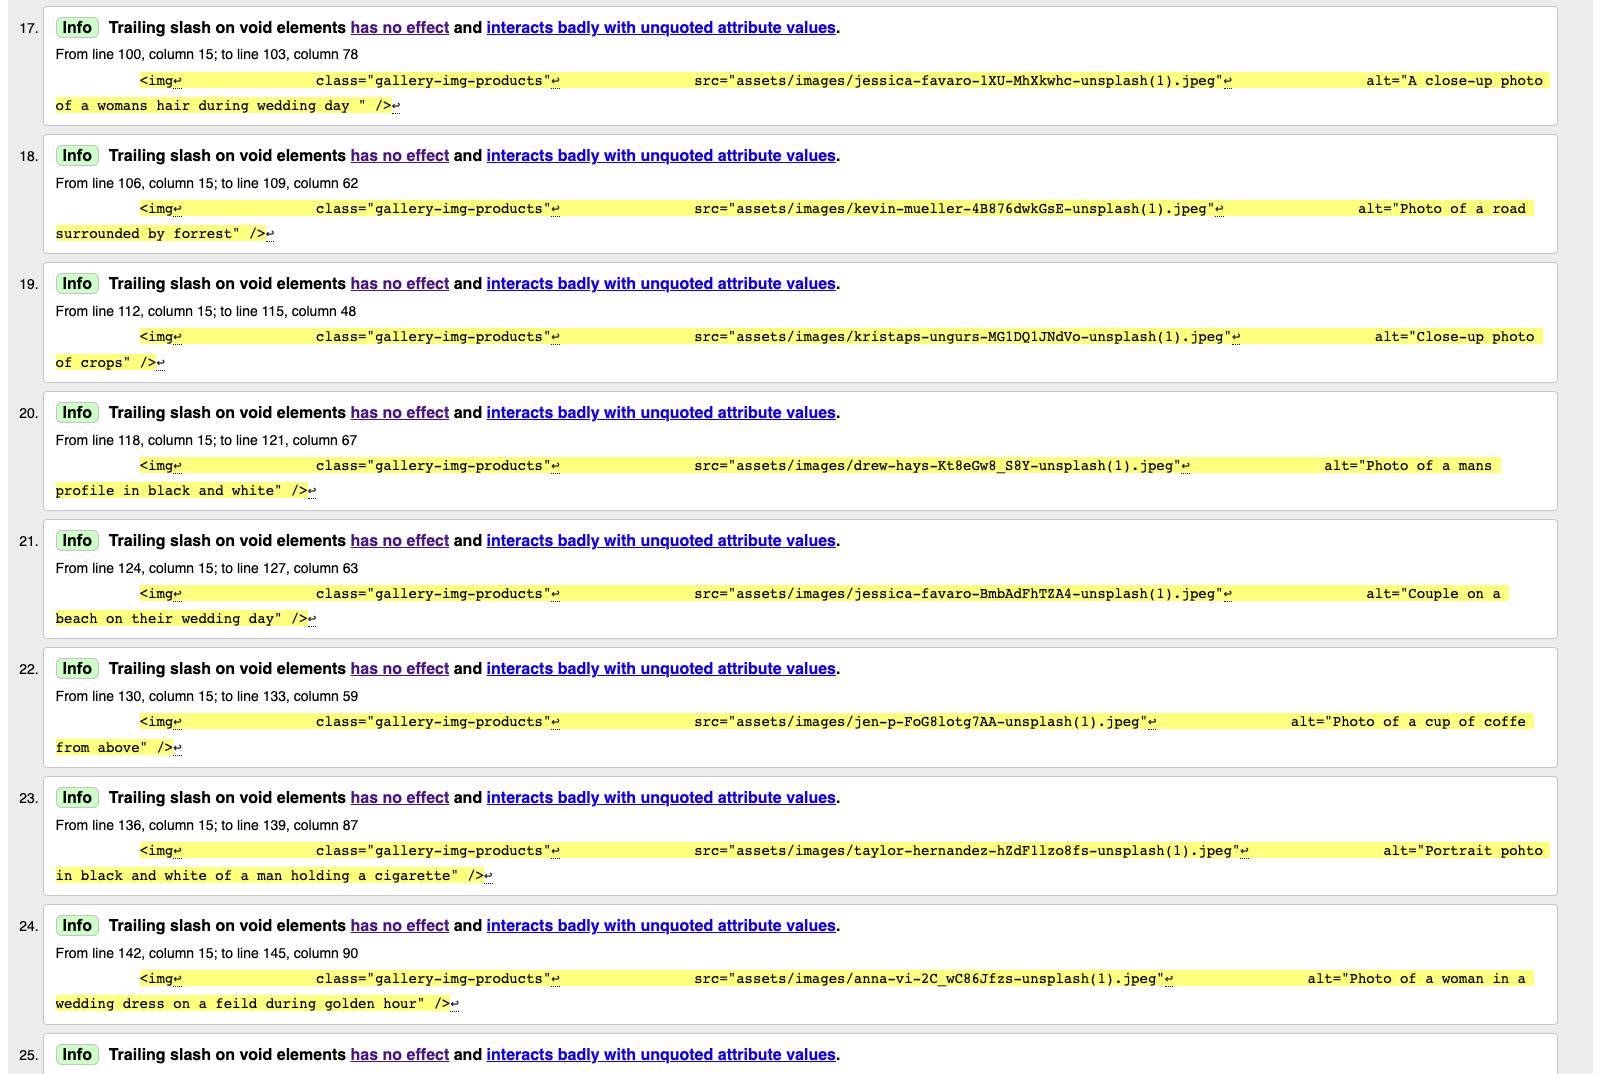 17. Info Trailing slash on void elements has no effect and interacts badly with unquoted attribute values.
From line 100, column 15; to line 103, column 78
<img↩ class="gallery-img-products"↩ src="assets/images/jessica-favaro-1XU-MhXkwhc-unsplash(1).jpeg"↩ alt="A close-up photo
of a womans hair during wedding day " />↩
18. Info Trailing slash on void elements has no effect and interacts badly with unquoted attribute values.
From line 106, column 15; to line 109, column 62
<img↩ class="gallery-img-products"↩ src="assets/images/kevin-mueller-4B876dwkGsE-unsplash(1).jpeg"↩ alt="Photo of a road
surrounded by forrest" />↩
19. Info Trailing slash on void elements has no effect and interacts badly with unquoted attribute values.
From line 112, column 15; to line 115, column 48
<img↩ class="gallery-img-products"↩ src="assets/images/kristaps-ungurs-MG1DQ1JNdVo-unsplash(1).jpeg"↩ alt="Close-up photo
of crops" />↩
20. Info Trailing slash on void elements has no effect and interacts badly with unquoted attribute values.
From line 118, column 15; to line 121, column 67
<img↩ class="gallery-img-products"↩ src="assets/images/drew-hays-Kt8eGw8_S8Y-unsplash(1).jpeg"↩ alt="Photo of a mans
profile in black and white" />↩
21. Info Trailing slash on void elements has no effect and interacts badly with unquoted attribute values.
From line 124, column 15; to line 127, column 63
<img↩ class="gallery-img-products"↩ src="assets/images/jessica-favaro-BmbAdFhTZA4-unsplash(1).jpeg"↩ alt="Couple on a
beach on their wedding day" />↩
22. Info Trailing slash on void elements has no effect and interacts badly with unquoted attribute values.
From line 130, column 15; to line 133, column 59
<img↩ class="gallery-img-products"↩ src="assets/images/jen-p-FoG8lotg7AA-unsplash(1).jpeg"↩ alt="Photo of a cup of coffe
from above" />↩
23. Info Trailing slash on void elements has no effect and interacts badly with unquoted attribute values.
From line 136, column 15; to line 139, column 87
<img↩ class="gallery-img-products"↩ src="assets/images/taylor-hernandez-hZdF1lzo8fs-unsplash(1).jpeg"↩ alt="Portrait pohto
in black and white of a man holding a cigarette" />↩
24. Info Trailing slash on void elements has no effect and interacts badly with unquoted attribute values.
From line 142, column 15; to line 145, column 90
<img↩ class="gallery-img-products"↩ src="assets/images/anna-vi-2C_wC86Jfzs-unsplash(1).jpeg"↩ alt="Photo of a woman in a
wedding dress on a feild during golden hour" />↩
25. Info Trailing slash on void elements has no effect and interacts badly with unquoted attribute values.